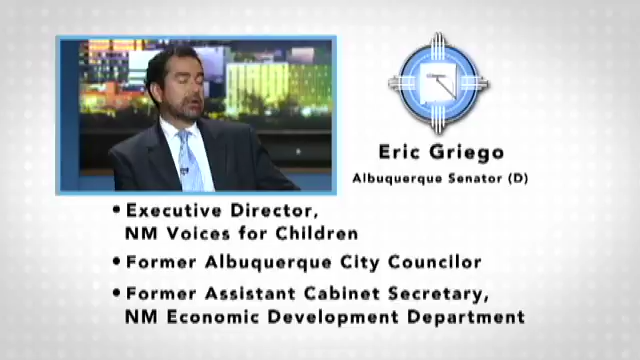 Eric Griego
Albuquerque Senator (D)
• Executive Director,
NM Voices for Children
• Former Albuquerque City Councilor
• Former Assistant Cabinet Secretary,
NM Economic Development Department